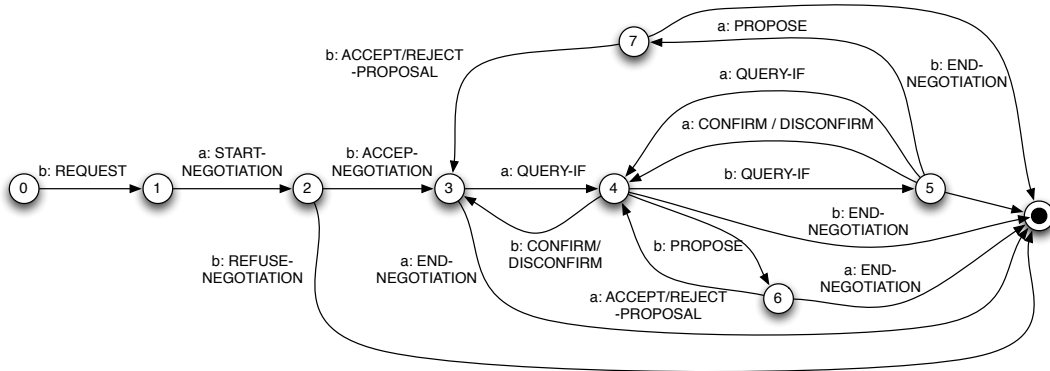 a: PROPOSE
7
b: ACCEPT/REJECT
-PROPOSAL
b: END-
NEGOTIATION
a: QUERY-IF
a: CONFIRM / DISCONFIRM
b: REQUEST
a: START-
NEGOTIATION
b: ACCEP-
NEGOTIATION
a: QUERY-IF
b: QUERY-IF
0
1
2
3
4
5
b: END-
NEGOTIATION
b: REFUSE-
NEGOTIATION
a: END-
NEGOTIATION
b: CONFIRM/
DISCONFIRM
b: PROPOSE
a: END-
NEGOTIATION
6
a: ACCEPT/REJECT
-PROPOSAL